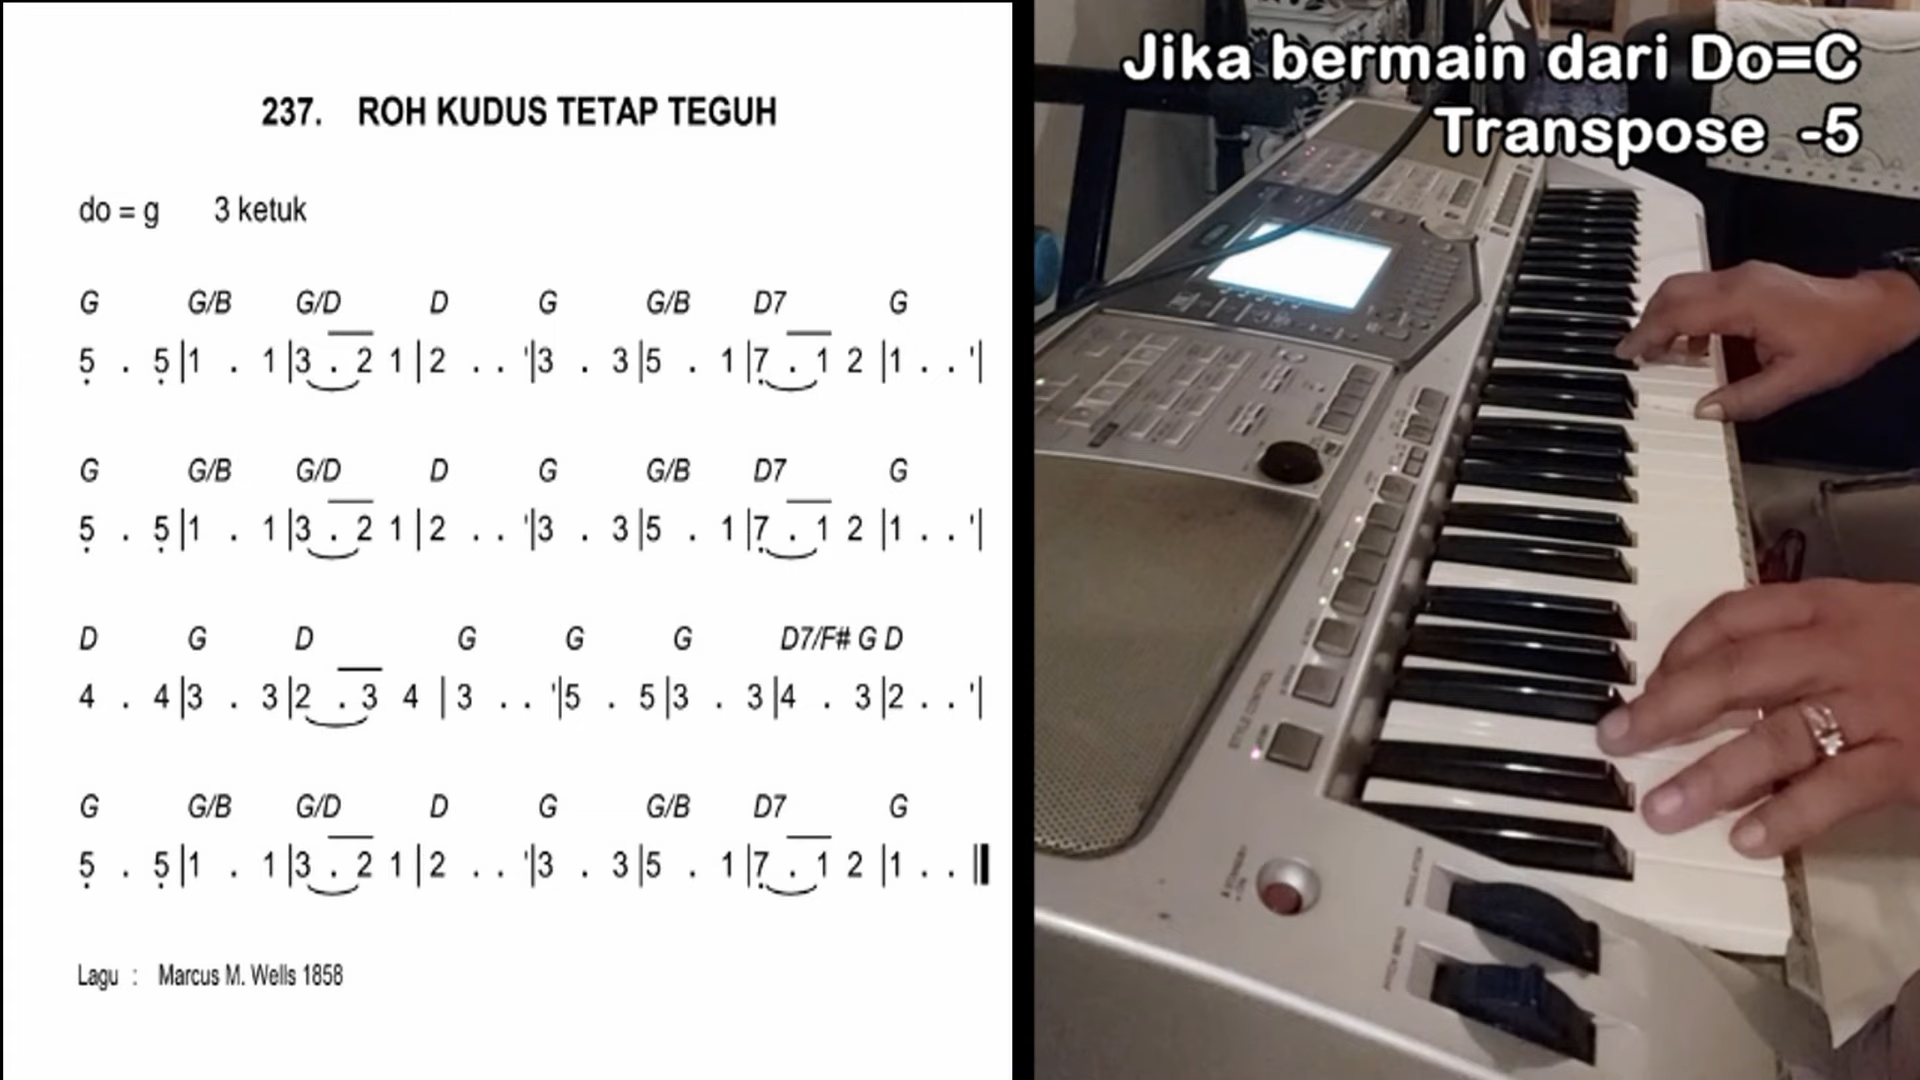 237. ROH KUDUS TETAP TEGUH
do = g 3 ketuk
G G/B G/D D G G/B D7 G
5̣ . 5̣ |1 . 1 |3 . 2 1 |2 . . '|3 . 3 |5 . 1 |7̣ . 1 2 |1 . . '|
G G/B G/D D G G/B D7 G
5̣ . 5̣ |1 . 1 |3 . 2 1 |2 . . '|3 . 3 |5 . 1 |7̣ . 1 2 |1 . . '|
D G D G G G D7/F# G D
4 . 4 |3 . 3 |2 . 3 4 |3 . . '|5 . 5 |3 . 3 |4 . 3 |2 . . '|
G G/B G/D D G G/B D7 G
5̣ . 5̣ |1 . 1 |3 . 2 1 |2 . . '|3 . 3 |5 . 1 |7̣ . 1 2 |1 . . ||
Lagu : Marcus M. Wells 1858
Jika bermain dari Do=C
Transpose -5